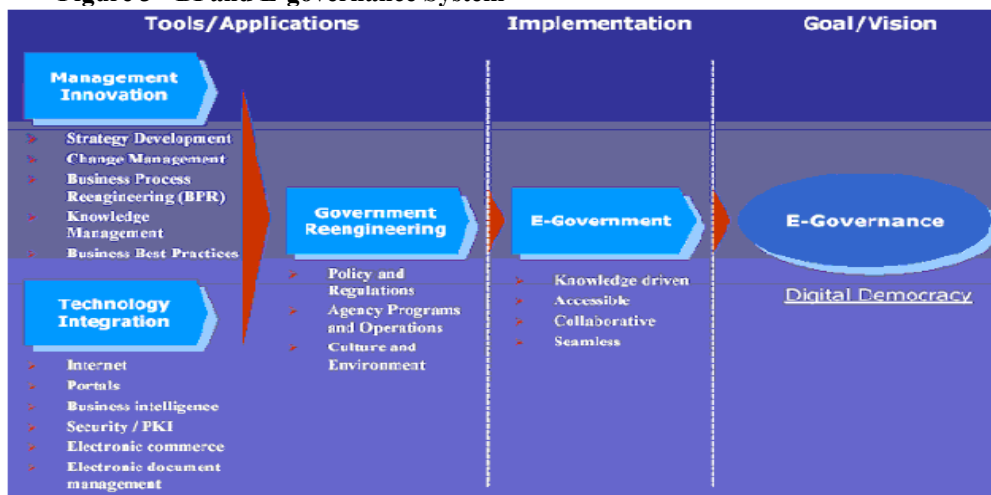 Tools/Applications
Management
Innovation
Strategy Development
Change Management
Business Process
Reengineering (BPR)
Knowledge
Management
Business Best Practices
Technology
Integration
Internet
Portals
Business intelligence
Security / PKI
Electronic commerce
Electronic document
management
Government
Reengineering
Policy and
Regulations
Agency Programs
and Operations
Culture and
Environment
Implementation
E-Government
Knowledge driven
Accessible
Collaborative
Seamless
Goal/Vision
E-Governance
Digital Democracy